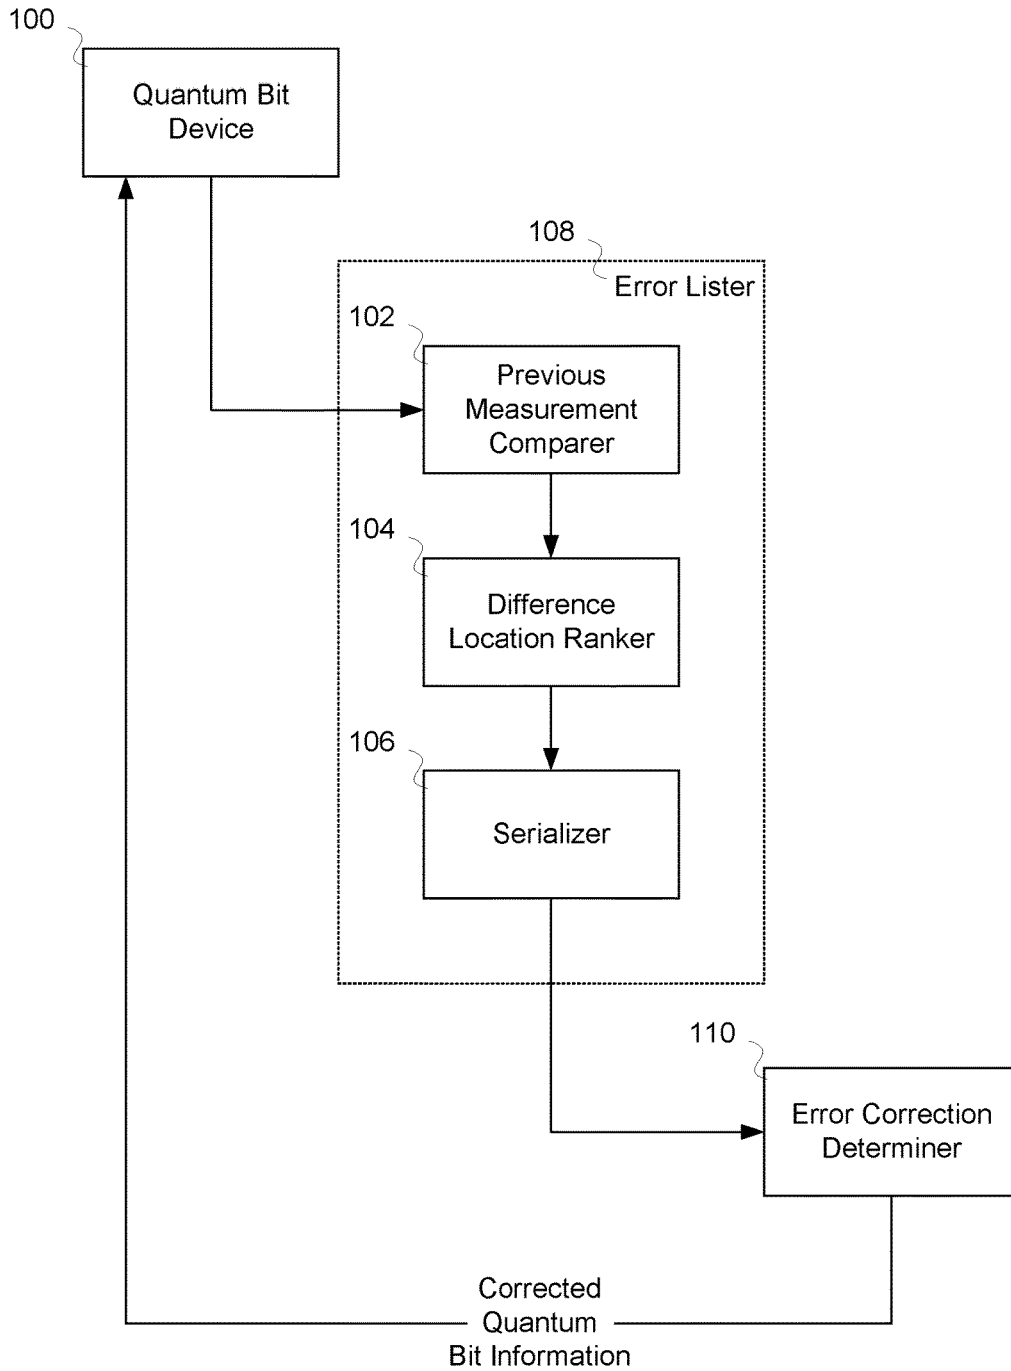 100
Quantum Bit
Device
108
Error Lister
102
Previous
Measurement
Comparer
104
Difference
Location Ranker
106
Serializer
110
Error Correction
Determiner
Corrected
Quantum
Bit Information